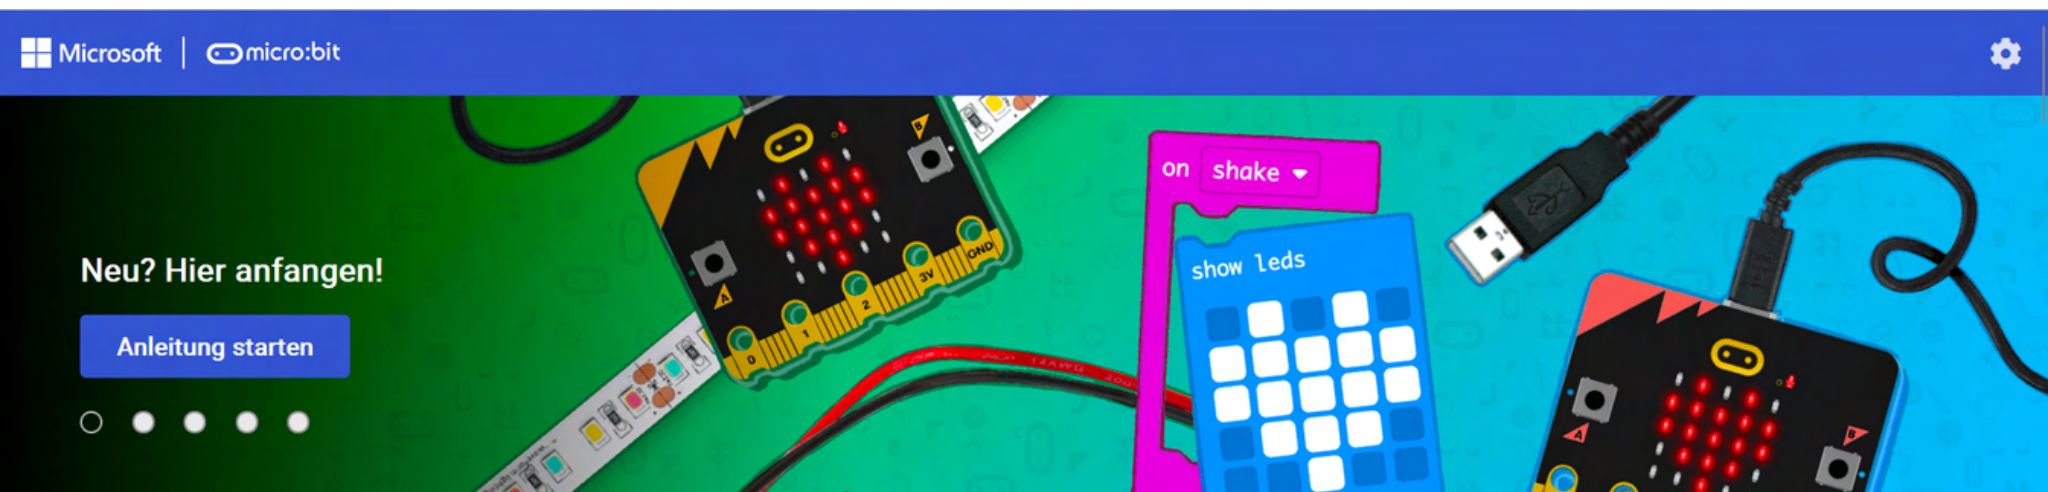 Microsoft
micro:bit
Neu? Hier anfangen!
Anleitung starten
on shake
show leds
B
A
0
1
2
3V
GND
A
B